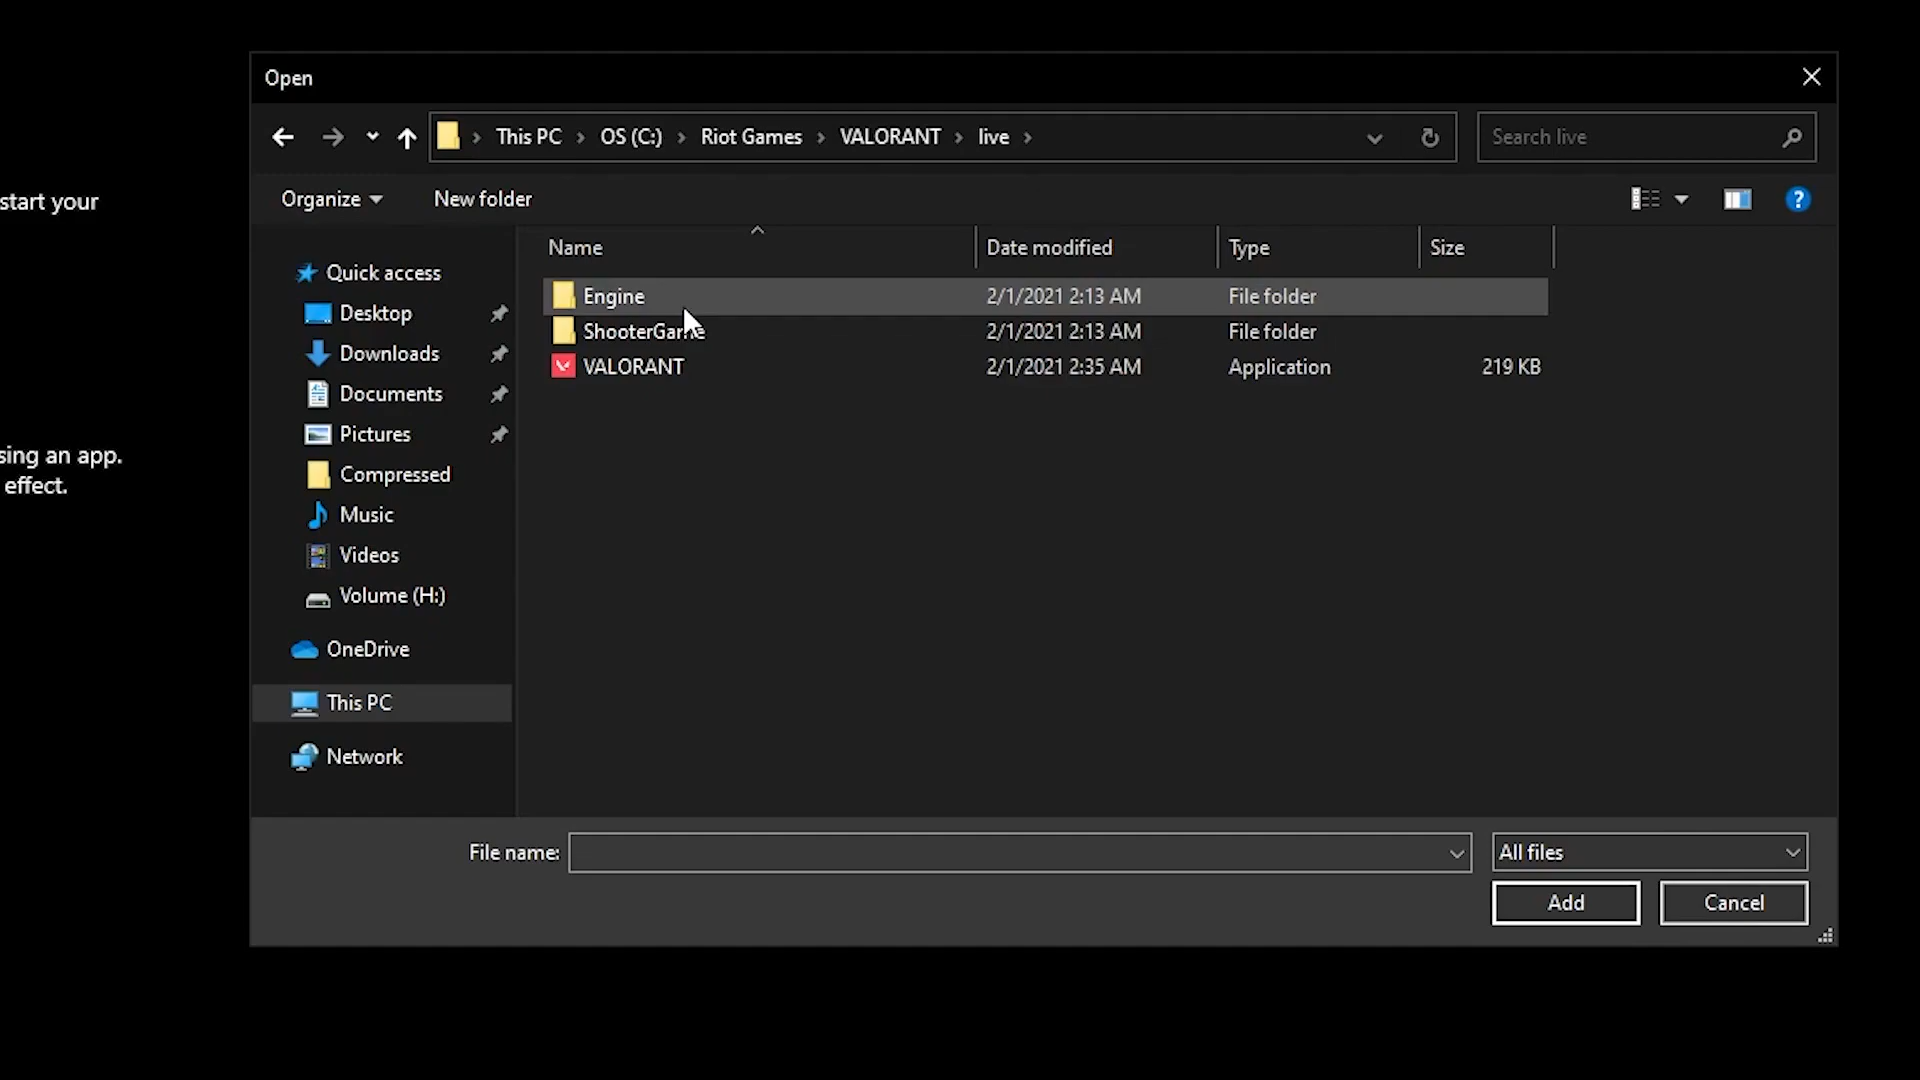 Open
This PC
OS (C:)
Riot Games
VALORANT
live
Search live
start your
Organize
New folder
?
Name
Date modified
Type
Size
Quick access
Desktop
Downloads
Documents
Pictures
Compressed
Music
Videos
Volume (H:)
OneDrive
This PC
Network
Engine 2/1/2021 2:13 AM File folder
ShooterGame 2/1/2021 2:13 AM File folder
VALORANT 2/1/2021 2:35 AM Application 219 KB
sing an app.
effect.
File name:
All files
Add
Cancel